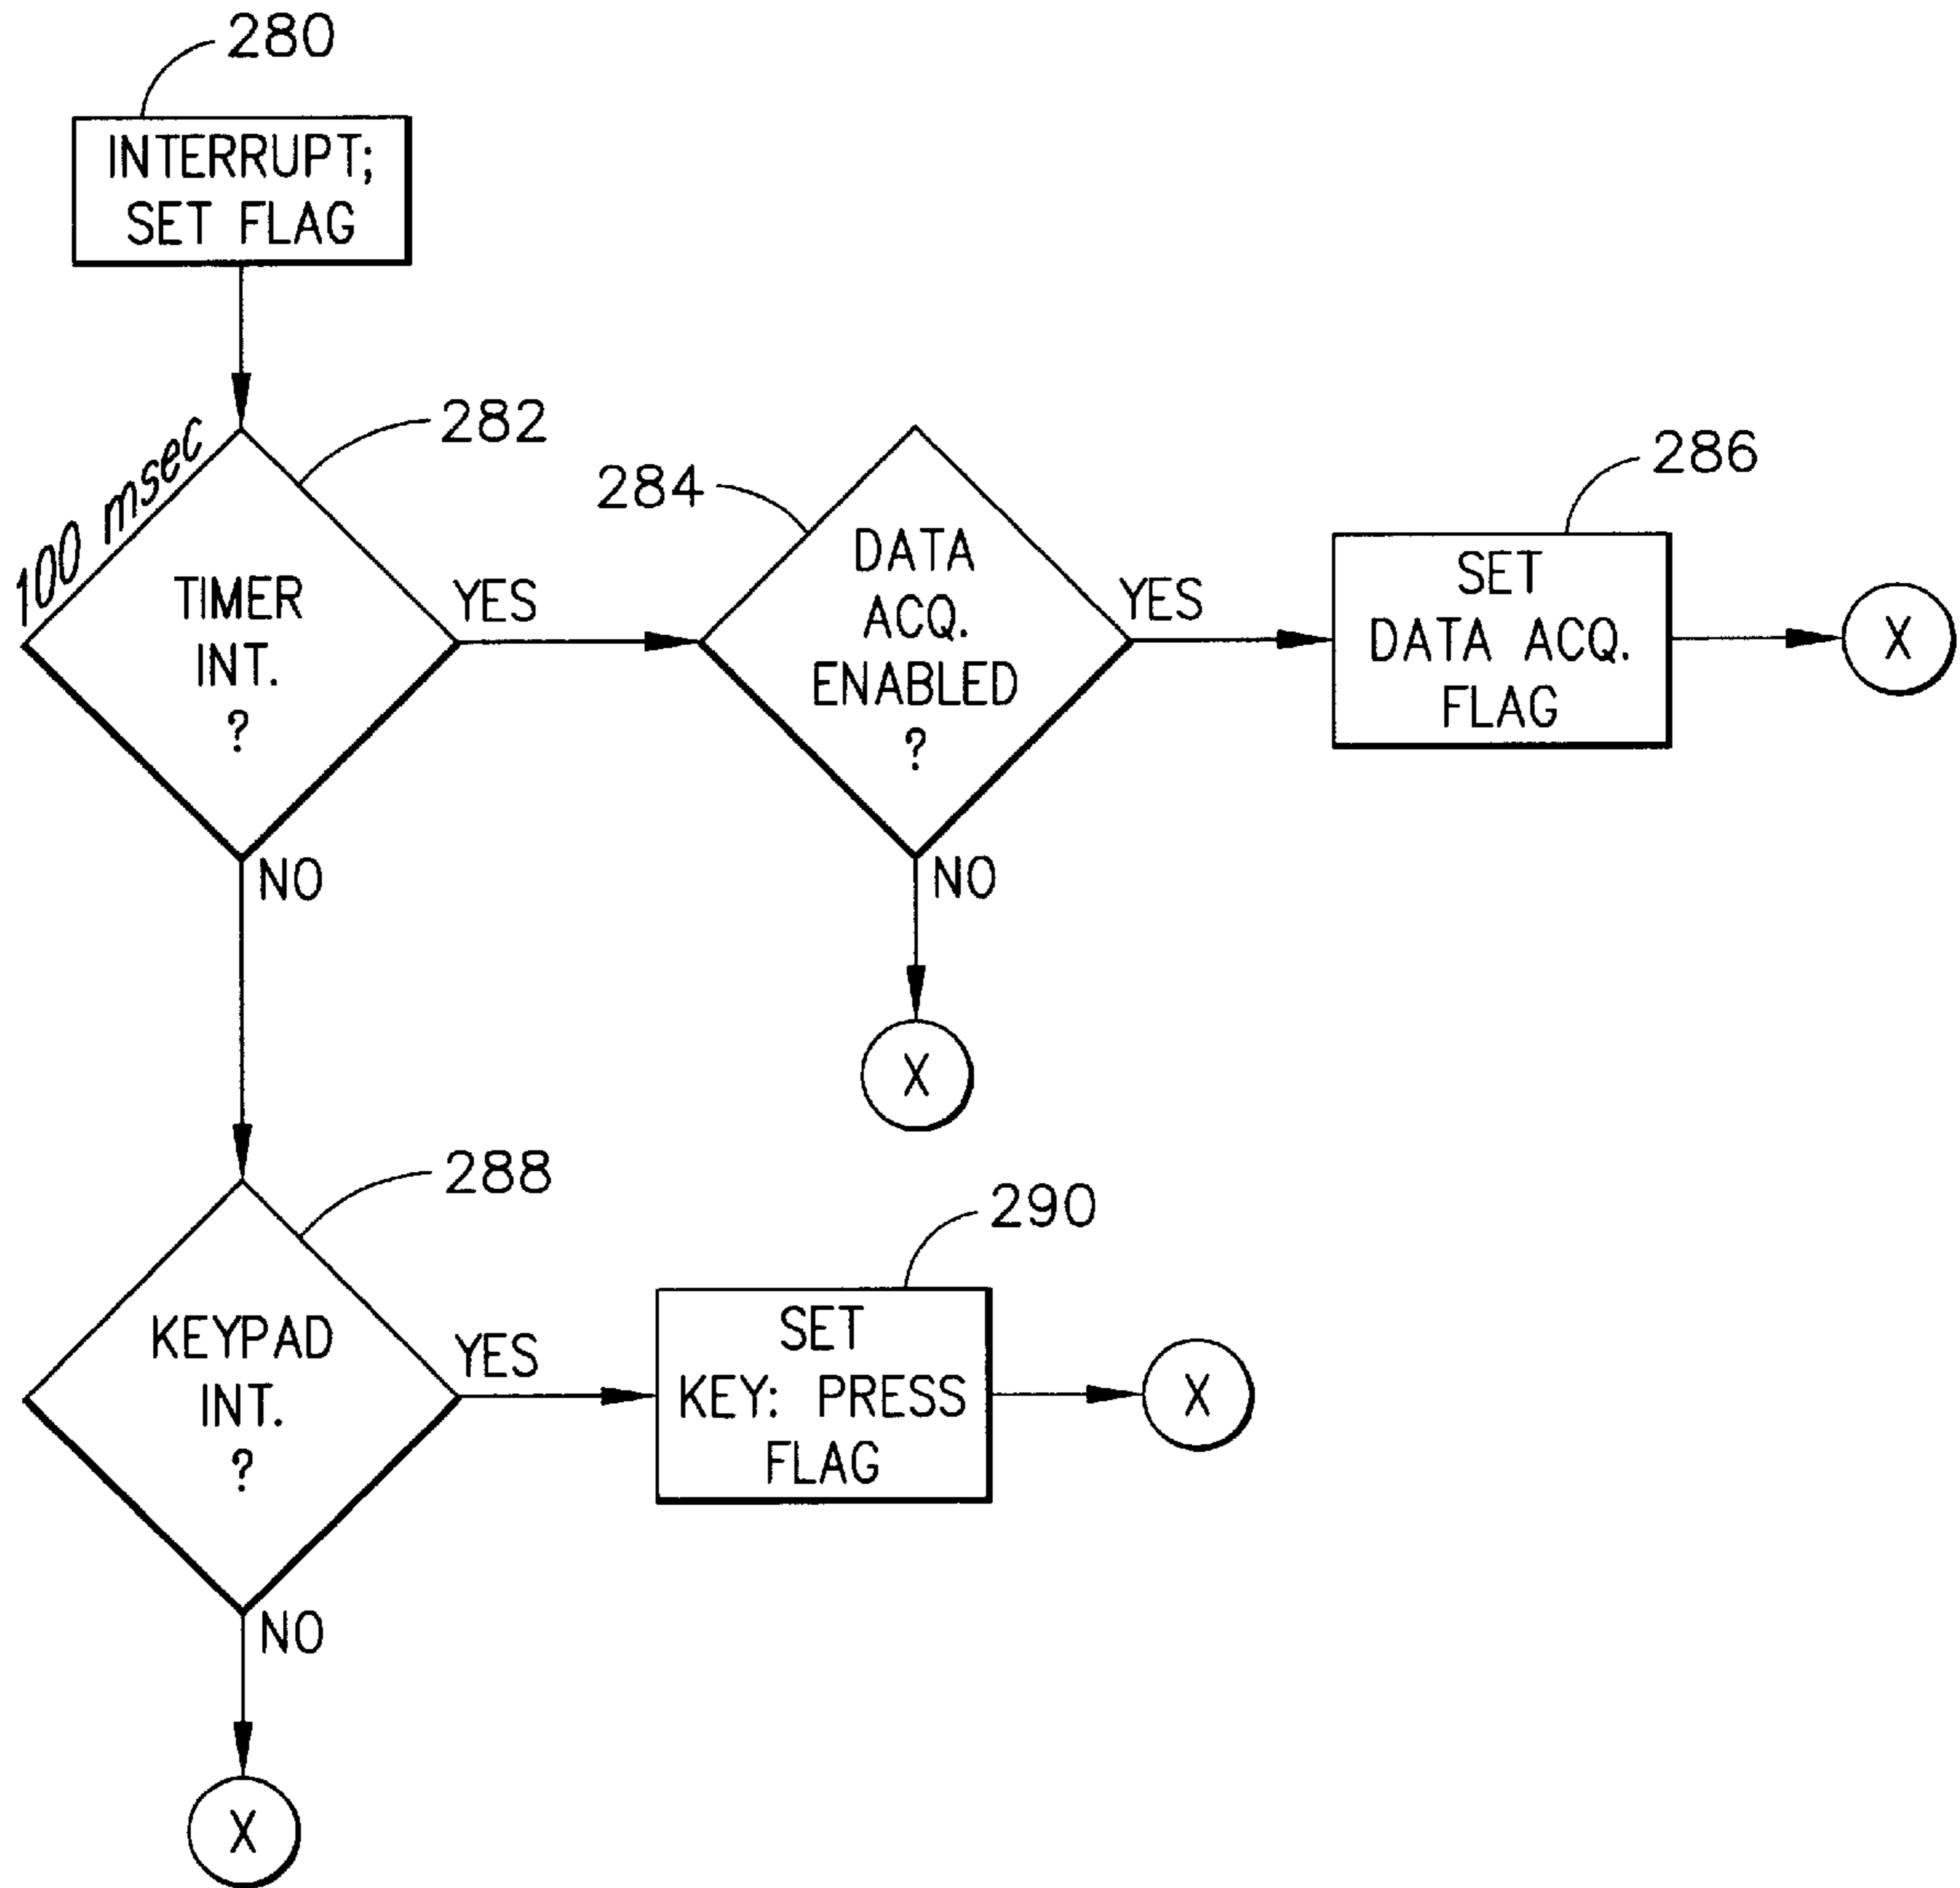 280
INTERRUPT;
SET FLAG
100 msec
282
TIMER
INT.
?
YES
NO
284
DATA
ACQ.
ENABLED
?
YES
NO
X
286
SET
DATA ACQ.
FLAG
X
288
KEYPAD
INT.
?
YES
NO
X
290
SET
KEY: PRESS
FLAG
X